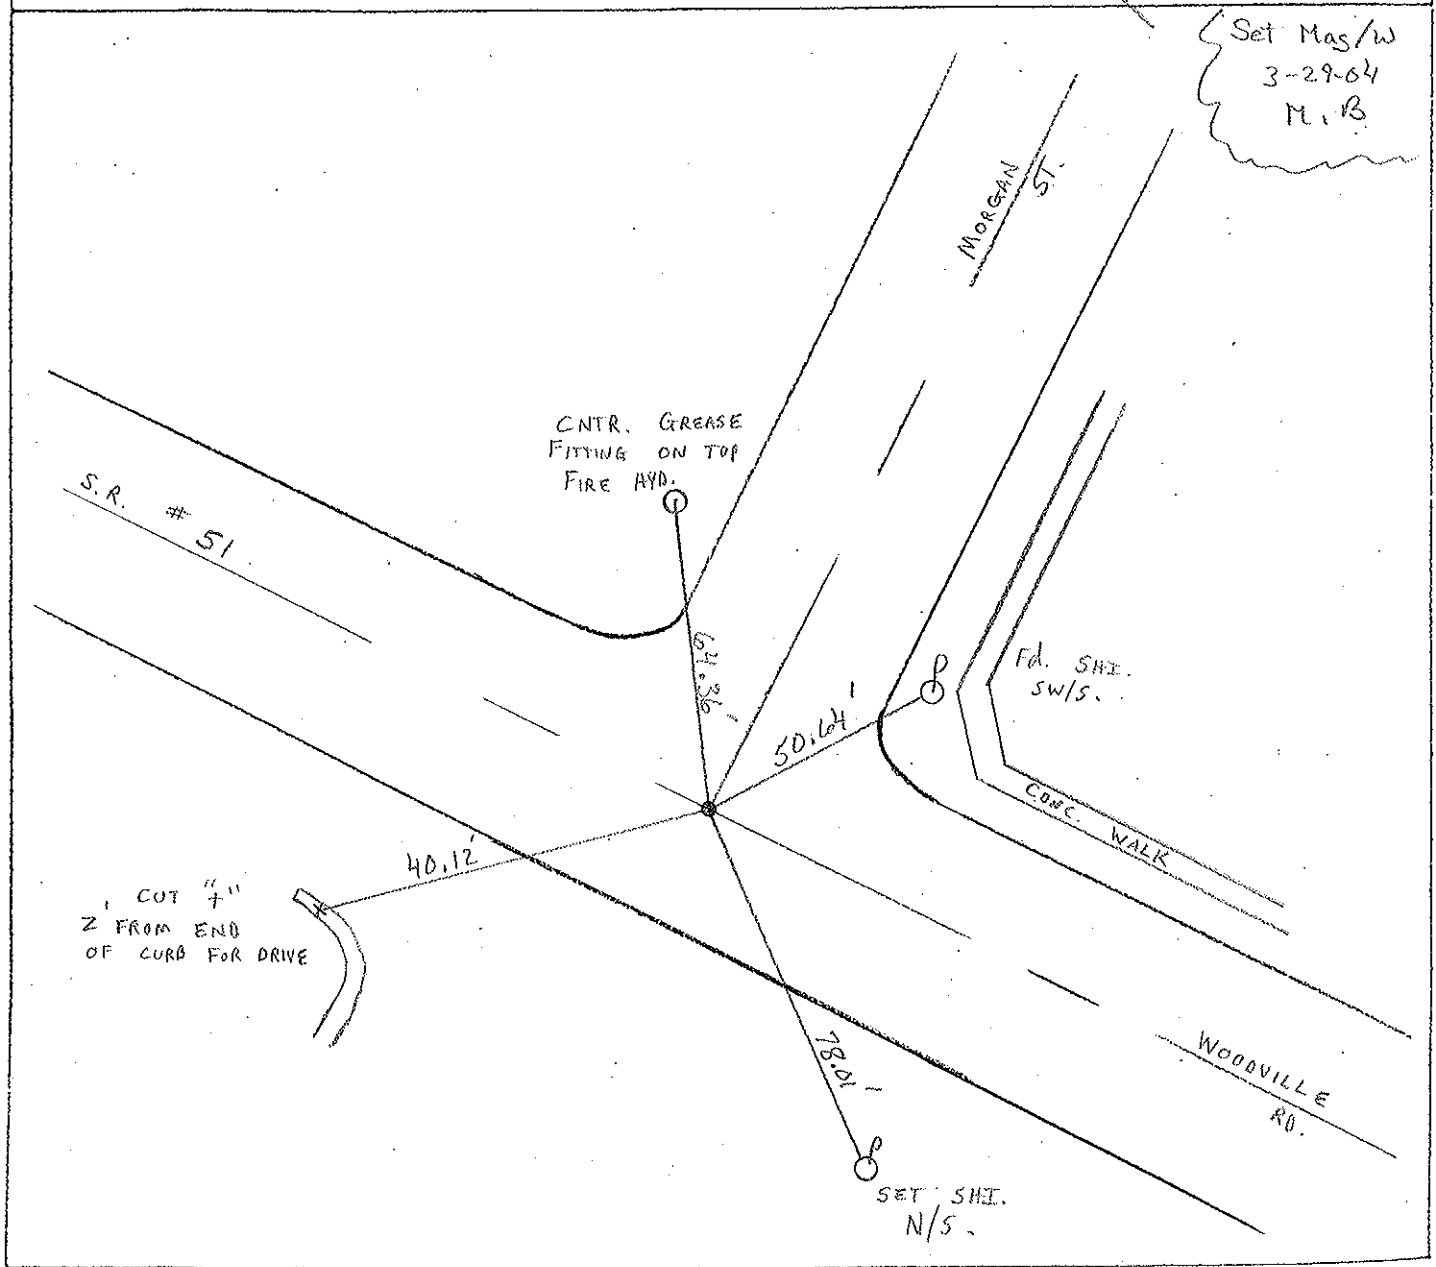 Set Mag/W
3-29-04
M.B
MORGAN
ST.
CNTR. GREASE
FITTING ON TOP
FIRE HYD.
S.R. # 51
64.36'
50.64'
Fd. SHI.
SW/S.
CONC. WALK
40.12'
CUT "+"
2' FROM END
OF CURB FOR DRIVE
78.01'
WOODVILLE
RD.
P
P
SET SHI.
N/S.